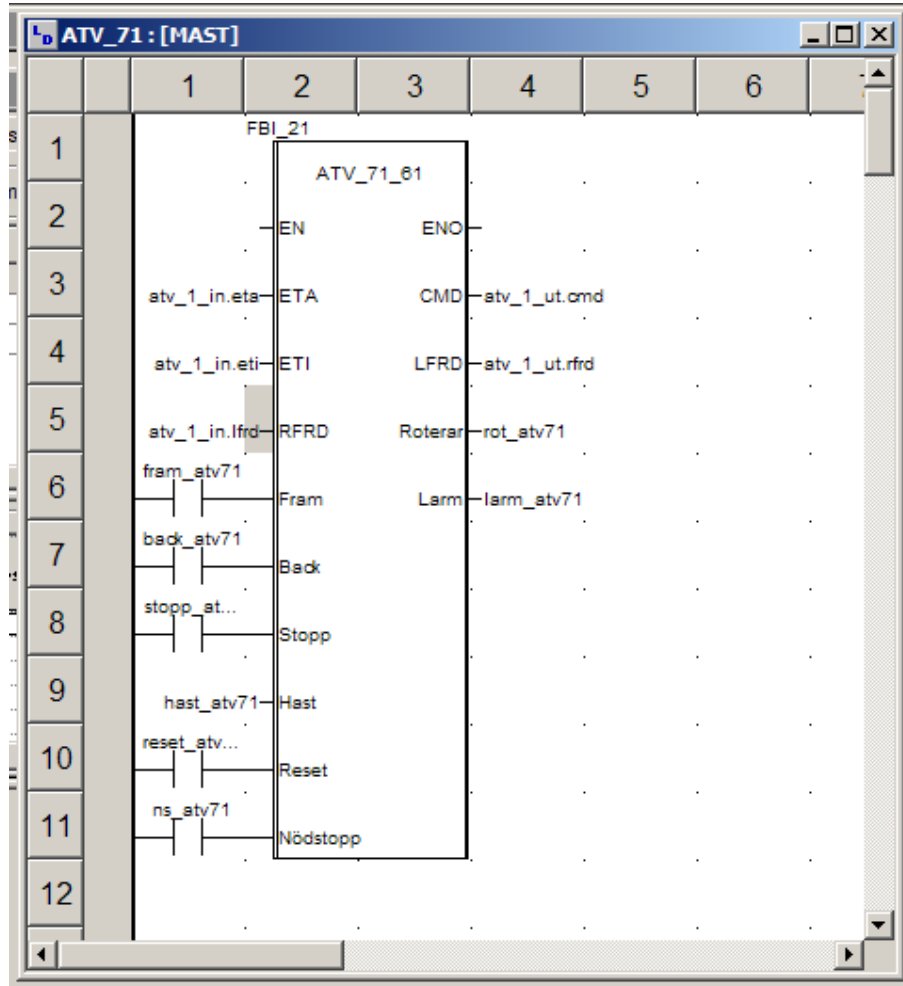 ATV_71 : [MAST]
1 2 3 4 5 6
1
FBI_21
ATV_71_61
2
EN ENO
3
atv_1_in.eta ETA CMD atv_1_ut.cmd
4
atv_1_in.eti ETI LFRD atv_1_ut.rfrd
5
atv_1_in.lfrd RFRD Roterar rot_atv71
6
fram_atv71
Fram Larm larm_atv71
7
back_atv71
Back
8
stopp_at...
Stopp
9
hast_atv71 Hast
10
reset_atv...
Reset
11
ns_atv71
Nödstopp
12